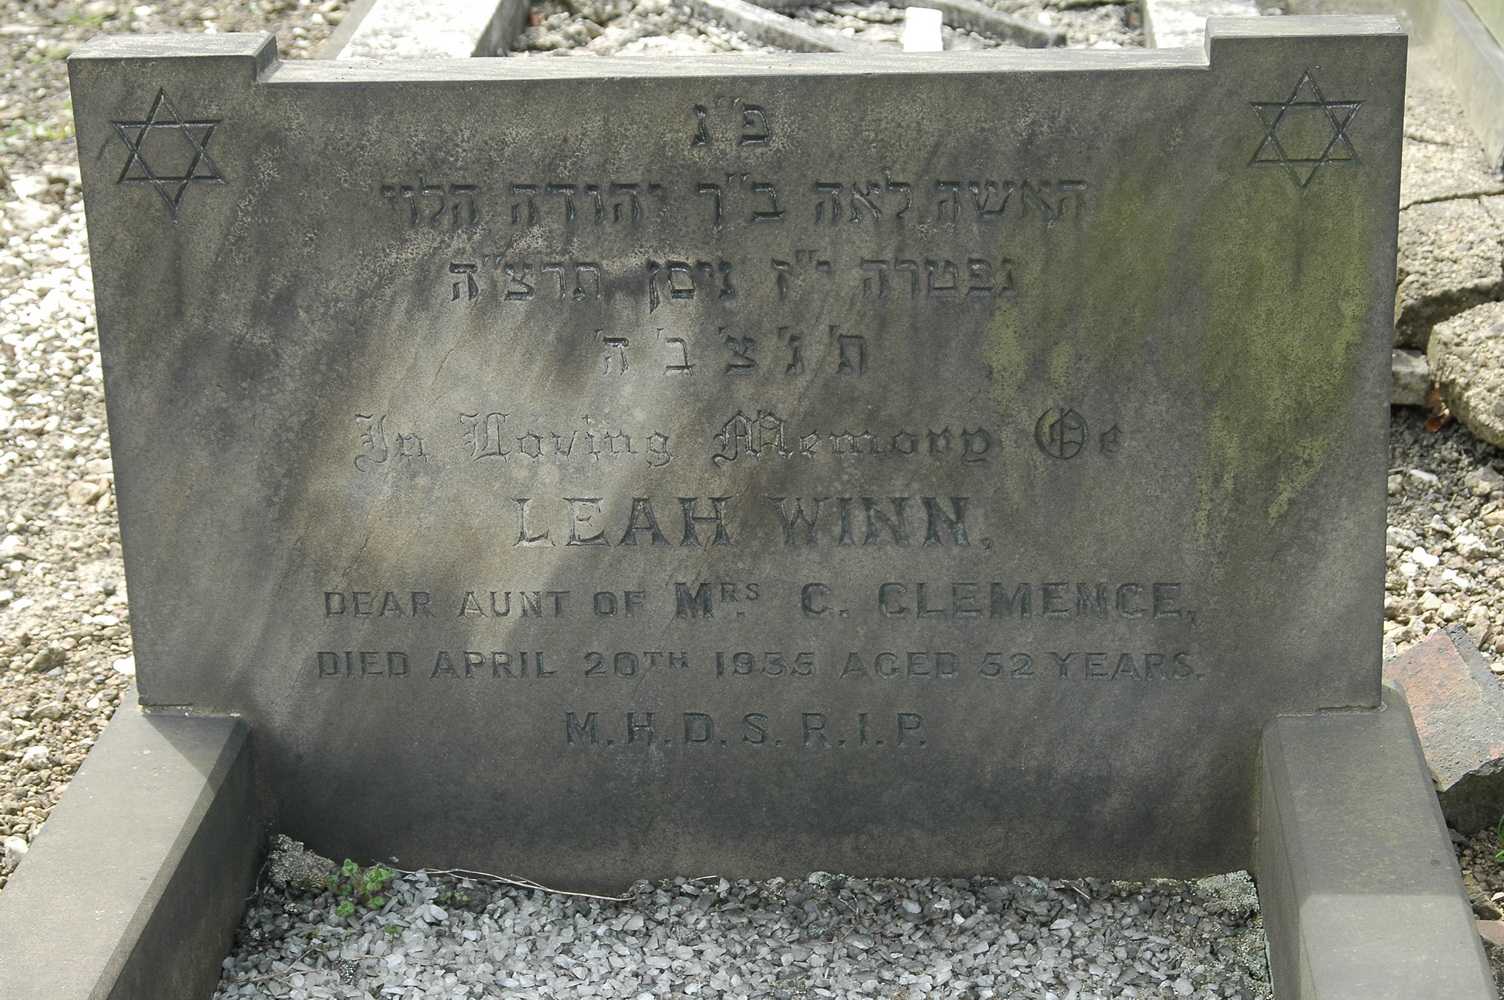 פ"נ
האשה לאה ב"ר יהודה הלוי
נפטרה י"ז ניסן תרצ"ה
ת'נ'צ'ב'ה'
In Loving Memory Of
LEAH WINN,
DEAR AUNT OF MRS. C. CLEMENCE,
DIED APRIL 20TH 1935 AGED 52 YEARS.
M.H.D.S.R.I.P.